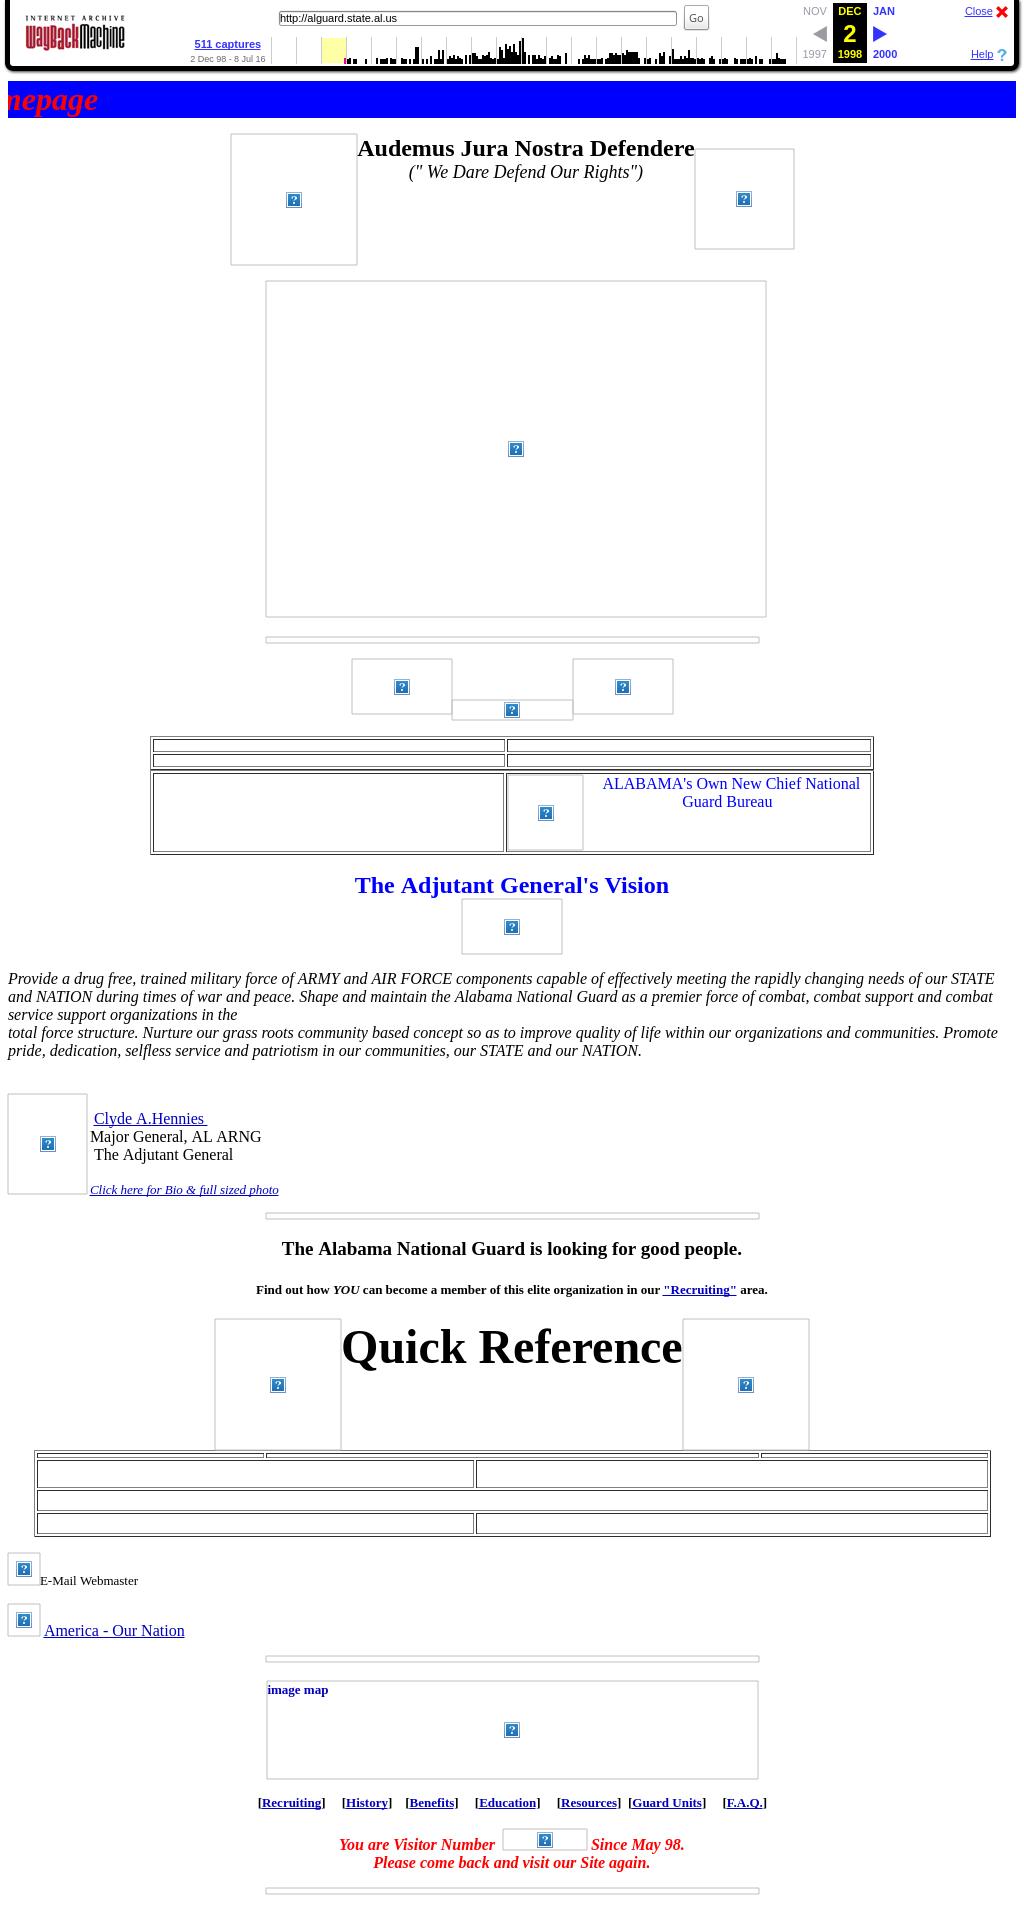 INTERNET ARCHIVE
WayBackMachine
http://alguard.state.al.us
Go
NOV
DEC
JAN
Close
511 captures
2
2 Dec 98 - 8 Jul 16
1997
1998
2000
Help ?
mepage
Audemus Jura Nostra Defendere
(" We Dare Defend Our Rights")
ALABAMA's Own New Chief National
Guard Bureau
The Adjutant General's Vision
Provide a drug free, trained military force of ARMY and AIR FORCE components capable of effectively meeting the rapidly changing needs of our STATE
and NATION during times of war and peace. Shape and maintain the Alabama National Guard as a premier force of combat, combat support and combat
service support organizations in the
total force structure. Nurture our grass roots community based concept so as to improve quality of life within our organizations and communities. Promote
pride, dedication, selfless service and patriotism in our communities, our STATE and our NATION.
Clyde A.Hennies
Major General, AL ARNG
The Adjutant General
Click here for Bio & full sized photo
The Alabama National Guard is looking for good people.
Find out how YOU can become a member of this elite organization in our "Recruiting" area.
Quick Reference
E-Mail Webmaster
America - Our Nation
image map
[Recruiting] [History] [Benefits] [Education] [Resources] [Guard Units] [F.A.Q.]
You are Visitor Number Since May 98.
Please come back and visit our Site again.